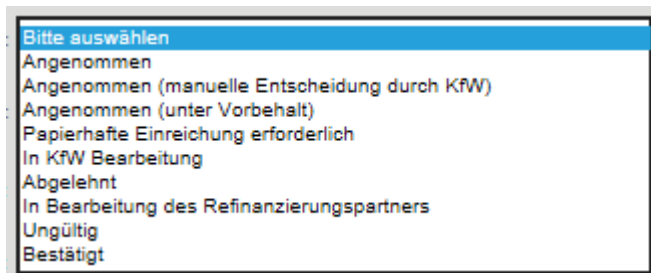 Bitte auswählen
Angenommen
Angenommen (manuelle Entscheidung durch KfW)
Angenommen (unter Vorbehalt)
Papierhafte Einreichung erforderlich
In KfW Bearbeitung
Abgelehnt
In Bearbeitung des Refinanzierungspartners
Ungültig
Bestätigt